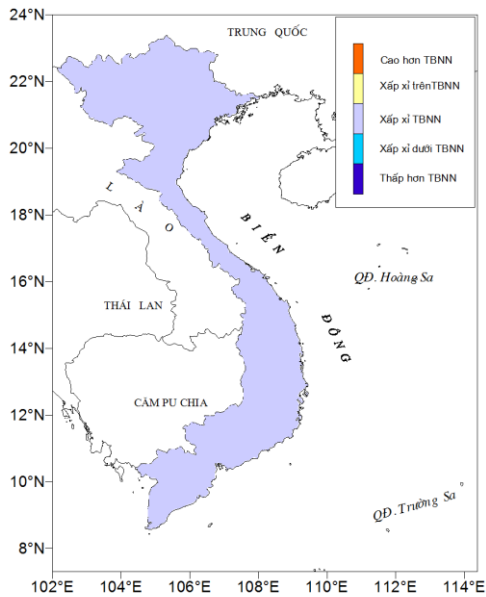 24°N
22°N
20°N
18°N
16°N
14°N
12°N
10°N
8°N
TRUNG QUỐC
Cao hơn TBNN
Xấp xỉ trênTBNN
Xấp xỉ TBNN
Xấp xỉ dưới TBNN
Thấp hơn TBNN
LÀO
BIỂN
ĐÔNG
QĐ. Hoàng Sa
THÁI LAN
CĂM PU CHIA
QĐ. Trường Sa
102°E 104°E 106°E 108°E 110°E 112°E 114°E